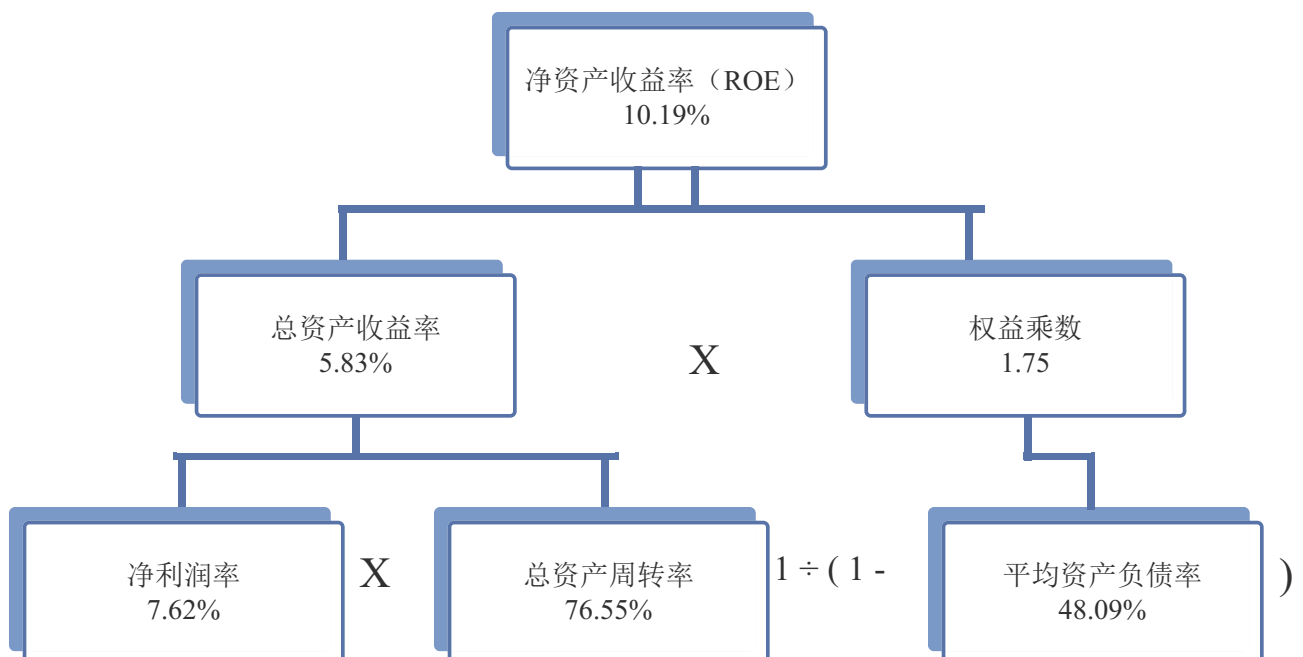 净资产收益率（ROE）
10.19%
总资产收益率
5.83%
X
权益乘数
1.75
净利润率
7.62%
X
总资产周转率
76.55%
1 ÷ ( 1 -
平均资产负债率
48.09%
)